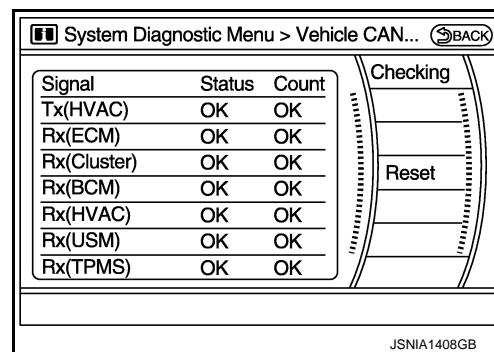 i System Diagnostic Menu > Vehicle CAN... BACK
Checking
Signal Status Count
Tx(HVAC) OK OK
Rx(ECM) OK OK
Rx(Cluster) OK OK
Rx(BCM) OK OK
Reset
Rx(HVAC) OK OK
Rx(USM) OK OK
Rx(TPMS) OK OK
JSNIA1408GB